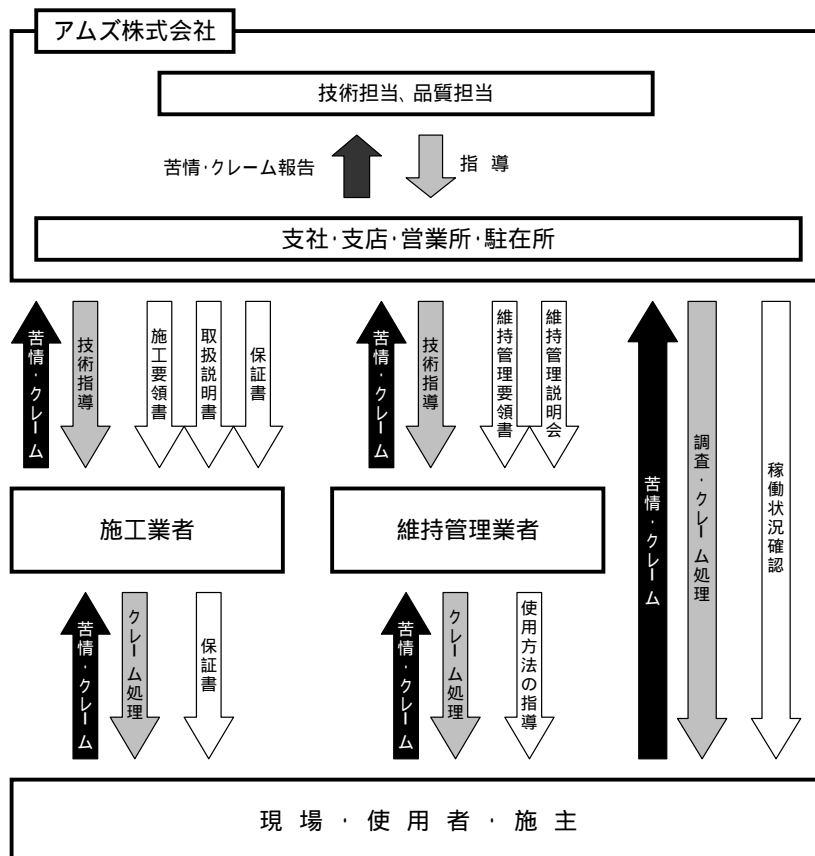 アムズ株式会社
技術担当、品質担当
苦情・クレーム報告
指 導
支社・支店・営業所・駐在所
苦情・クレーム
技術指導
施工要領書
取扱説明書
保証書
苦情・クレーム
技術指導
維持管理要領書
維持管理説明会
苦情・クレーム
調査・クレーム処理
稼働状況確認
施工業者
維持管理業者
苦情・クレーム
クレーム処理
保証書
苦情・クレーム
クレーム処理
使用方法の指導
現 場 ・ 使 用 者 ・ 施 主